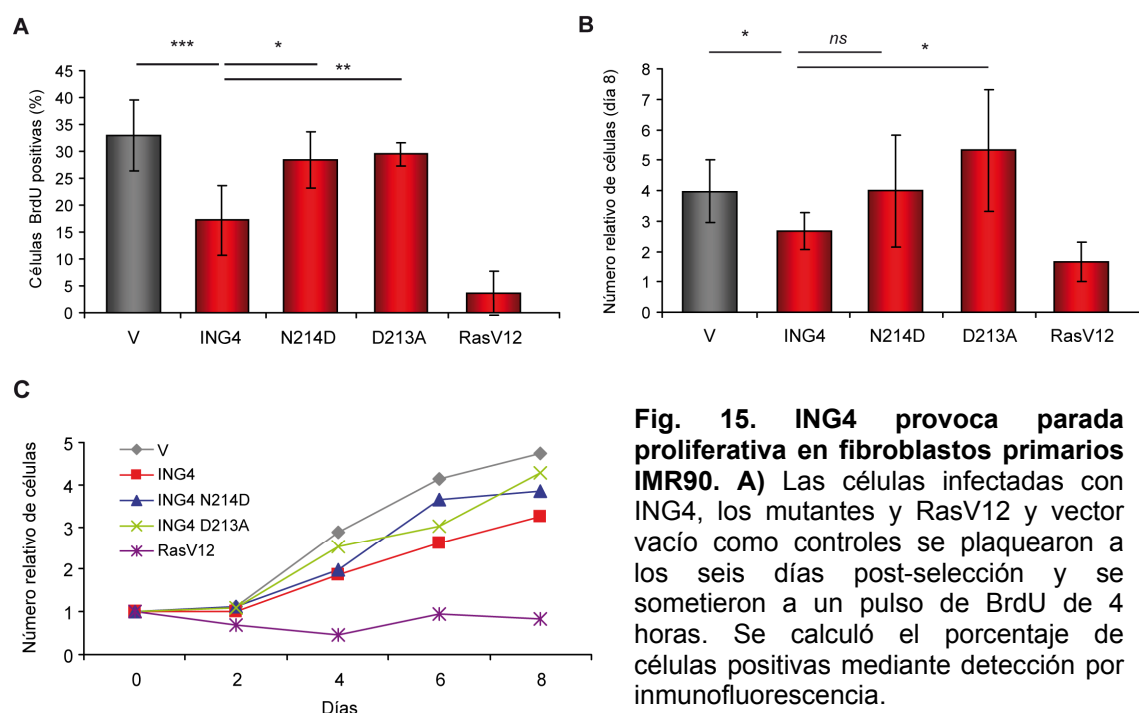 A
***
*
**
Células BrdU positivas (%)
45
40
35
30
25
20
15
10
5
0
V ING4 N214D D213A RasV12
B
*
ns
*
Número relativo de células (día 8)
8
7
6
5
4
3
2
1
0
V ING4 N214D D213A RasV12
C
Número relativo de células
5
4
3
2
1
0
V
ING4
ING4 N214D
ING4 D213A
RasV12
0 2 4 6 8
Días
Fig. 15. ING4 provoca parada
proliferativa en fibroblastos primarios
IMR90. A) Las células infectadas con
ING4, los mutantes y RasV12 y vector
vacío como controles se plaquearon a
los seis días post-selección y se
sometieron a un pulso de BrdU de 4
horas. Se calculó el porcentaje de
células positivas mediante detección por
inmunofluorescencia.